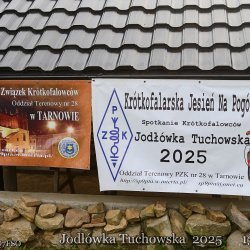 Związek Krótkofalowców
Oddział Terenowy nr 28
w TARNOWIE
Krótkofalarska Jesień Na Pogó
Spotkanie Krótkofalowców
Jodłówka Tuchowska
2025
Oddział Terenowy PZK nr 28 w Tarnowie
P
Z K
Jodłówka Tuchowska 2025